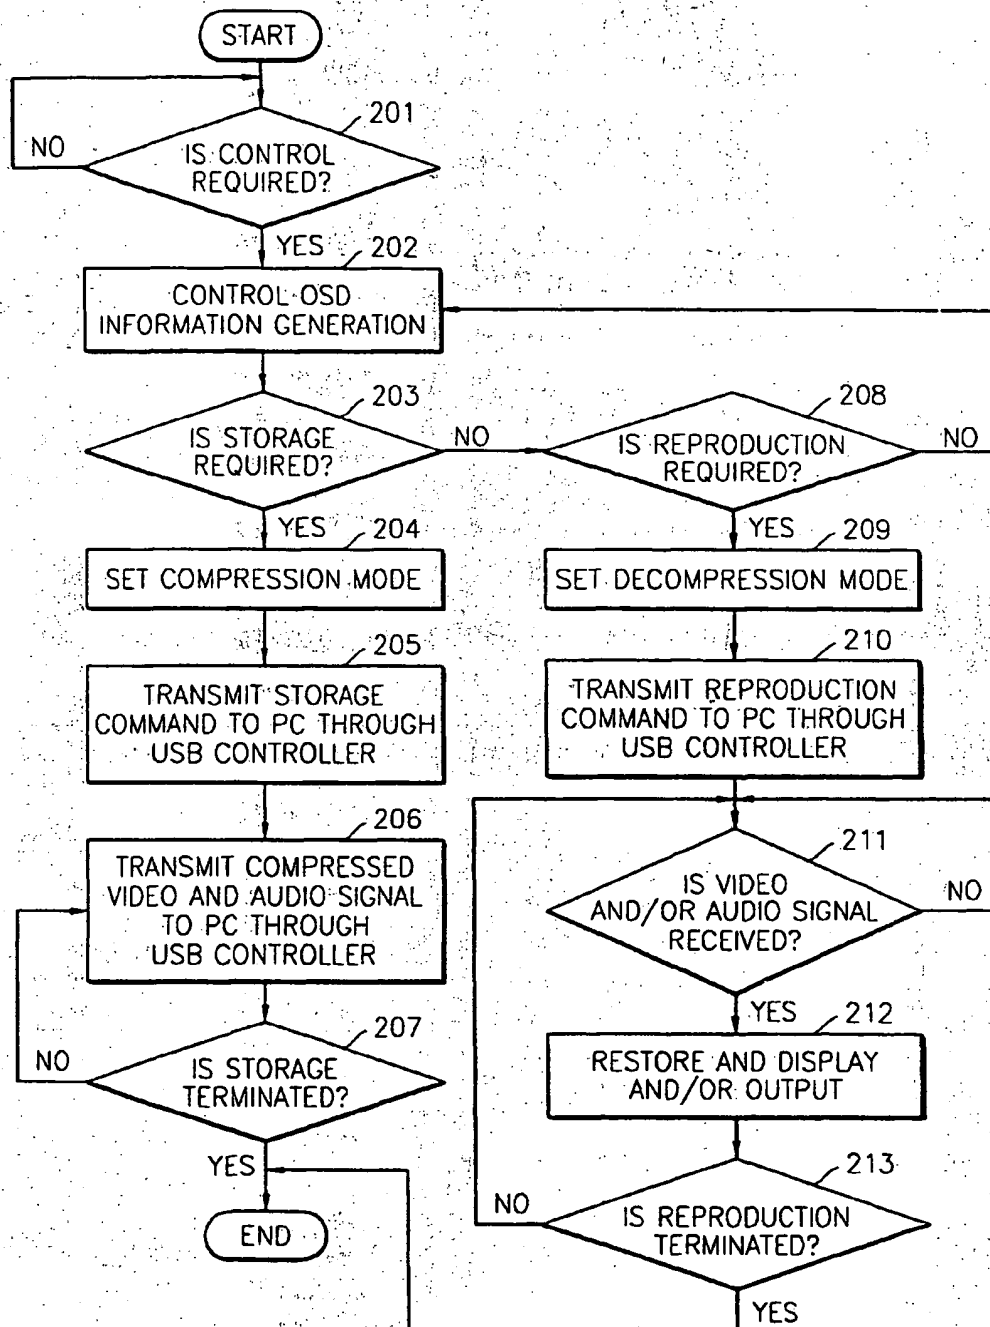 START
201
NO
IS CONTROL
REQUIRED?
YES
202
CONTROL OSD
INFORMATION GENERATION
203
IS STORAGE
REQUIRED?
NO
208
IS REPRODUCTION
REQUIRED?
NO
YES
204
SET COMPRESSION MODE
YES
209
SET DECOMPRESSION MODE
205
TRANSMIT STORAGE
COMMAND TO PC THROUGH
USB CONTROLLER
210
TRANSMIT REPRODUCTION
COMMAND TO PC THROUGH
USB CONTROLLER
206
TRANSMIT COMPRESSED
VIDEO AND AUDIO SIGNAL
TO PC THROUGH
USB CONTROLLER
211
IS VIDEO
AND/OR AUDIO SIGNAL
RECEIVED?
NO
YES
207
NO
IS STORAGE
TERMINATED?
212
RESTORE AND DISPLAY
AND/OR OUTPUT
YES
END
213
NO
IS REPRODUCTION
TERMINATED?
YES